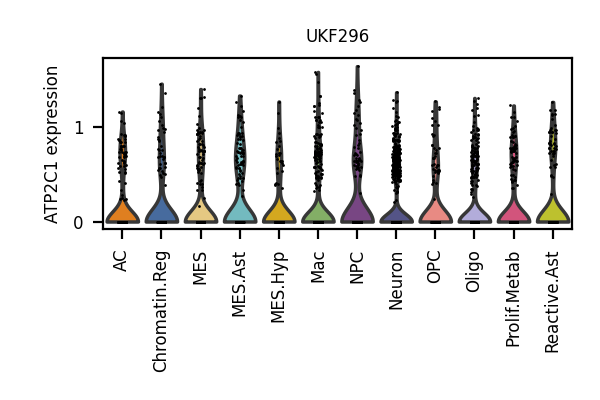 UKF296
ATP2C1 expression
1
0
AC
Chromatin.Reg
MES
MES.Ast
MES.Hyp
Mac
NPC
Neuron
OPC
Oligo
Prolif.Metab
Reactive.Ast